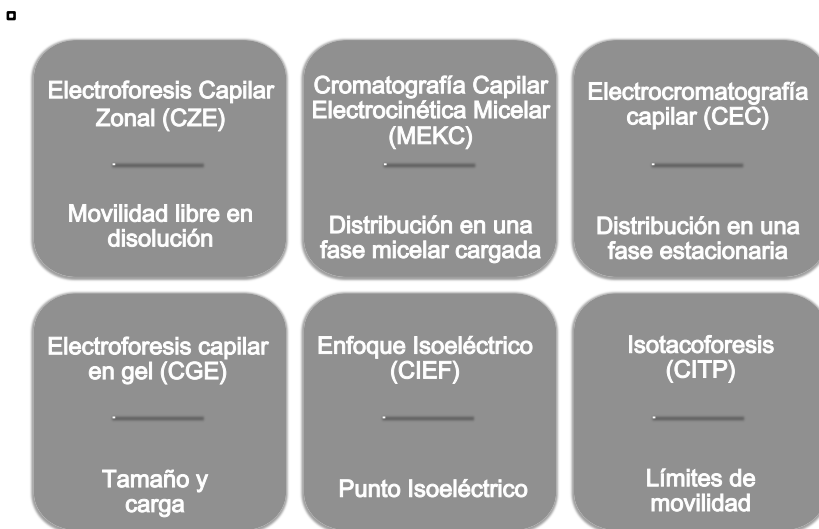 Electroforesis Capilar
Zonal (CZE)
Movilidad libre en
disolución
Cromatografía Capilar
Electrocinética Micelar
(MEKC)
Distribución en una
fase micelar cargada
Electrocromatografía
capilar (CEC)
Distribución en una
fase estacionaria
Electroforesis capilar
en gel (CGE)
Tamaño y
carga
Enfoque Isoeléctrico
(CIEF)
Punto Isoeléctrico
Isotacoforesis
(CITP)
Límites de
movilidad